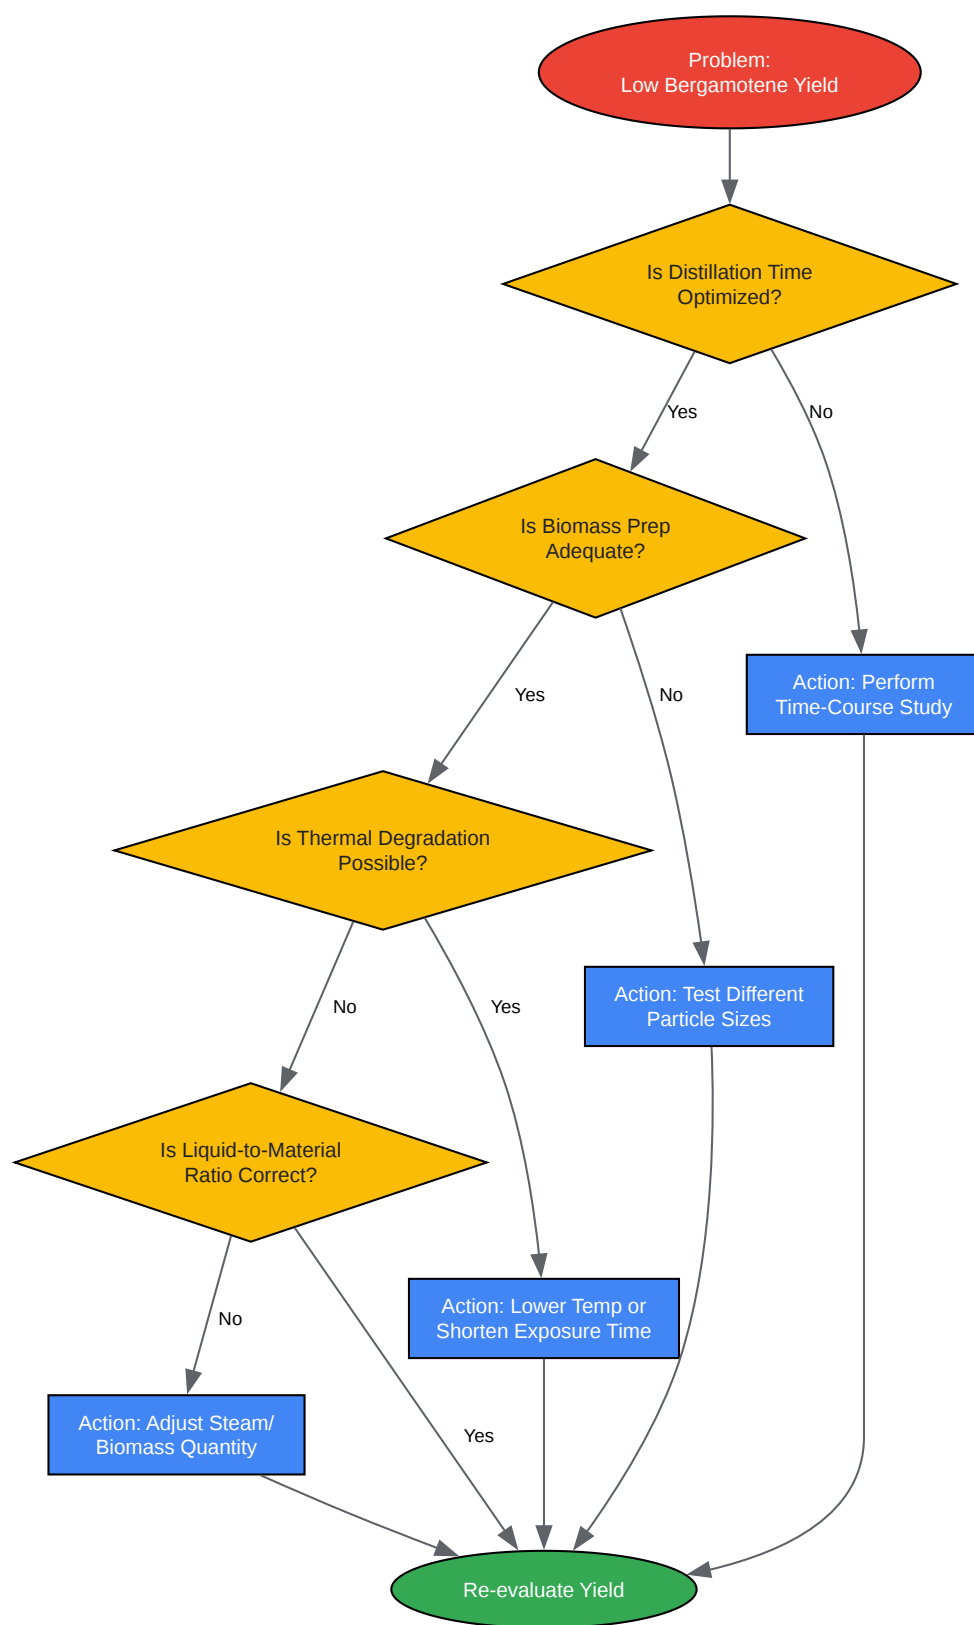 Problem:
Low Bergamotene Yield
Is Distillation Time
Optimized?
Yes
No
Is Biomass Prep
Adequate?
Action: Perform
Time-Course Study
Yes
No
Is Thermal Degradation
Possible?
Action: Test Different
Particle Sizes
No
Yes
Is Liquid-to-Material
Ratio Correct?
Action: Lower Temp or
Shorten Exposure Time
No
Action: Adjust Steam/
Biomass Quantity
Yes
Re-evaluate Yield